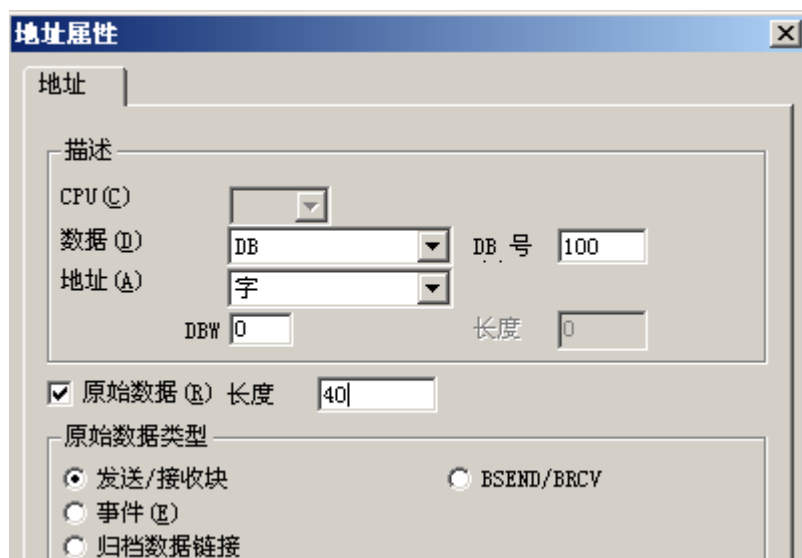 地址属性
地址
描述
CPU(C)
数据(D) DB DB 号 100
地址(A) 字
DBW 0 长度 0
原始数据(R) 长度 40
原始数据类型
发送/接收块 BSEND/BRCV
事件(E)
归档数据链接